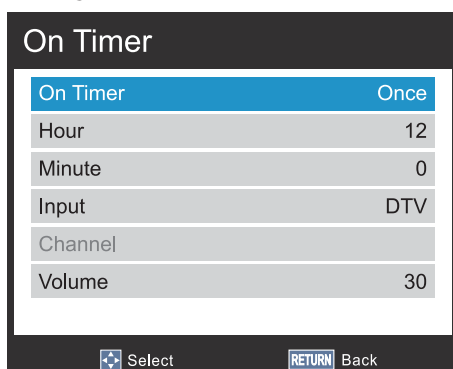 On Timer
On Timer Once
Hour 12
Minute 0
Input DTV
Channel
Volume 30
Select RETURN Back